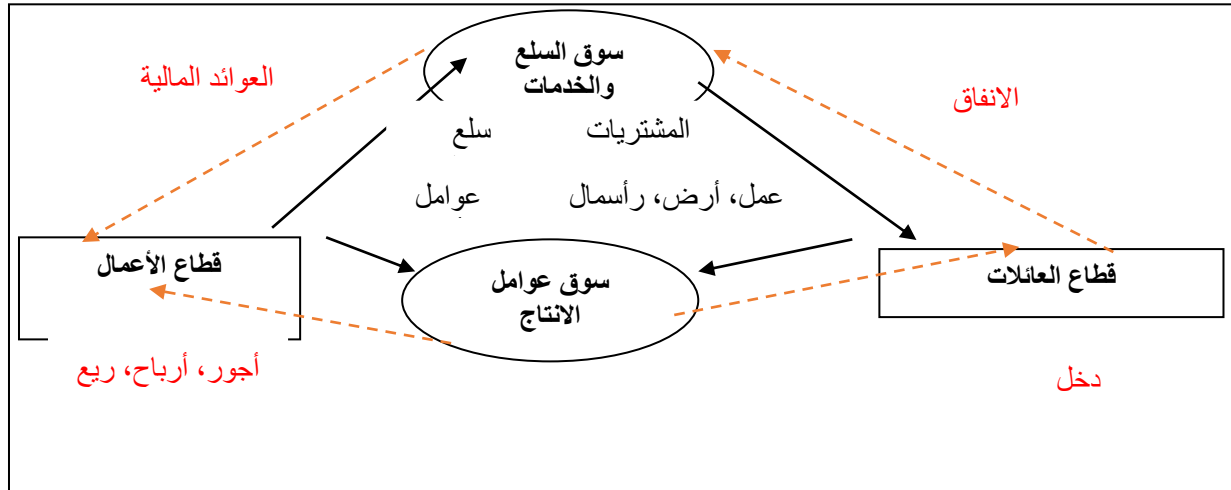 سوق السلع
والخدمات
العوائد المالية
الانفاق
المشتريات
سلع
عمل، أرض، رأسمال
عوامل
قطاع الأعمال
سوق عوامل
الانتاج
قطاع العائلات
أجور، أرباح، ريع
دخل